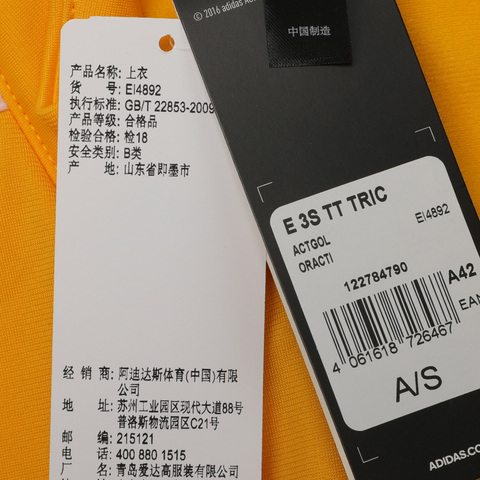 产品名称: 上衣
货 号: EI4892
执行标准: GB/T 22853-2009
产品等级: 合格品
检验合格: 检18
安全类别: B类
产 地: 山东省即墨市
经 销 商: 阿迪达斯体育(中国)有限
公司
地 址: 苏州工业园区现代大道88号
普洛斯物流园区C21号
邮 编: 215121
电 话: 400 880 1515
厂 名: 青岛爱达高服装有限公司
© 2016 adidas
中国制造
E 3S TT TRIC
ACTGOL
EI4892
ORACTI
122784790
A42
EAN
4 061618 726467
A/S
ADIDAS.CO